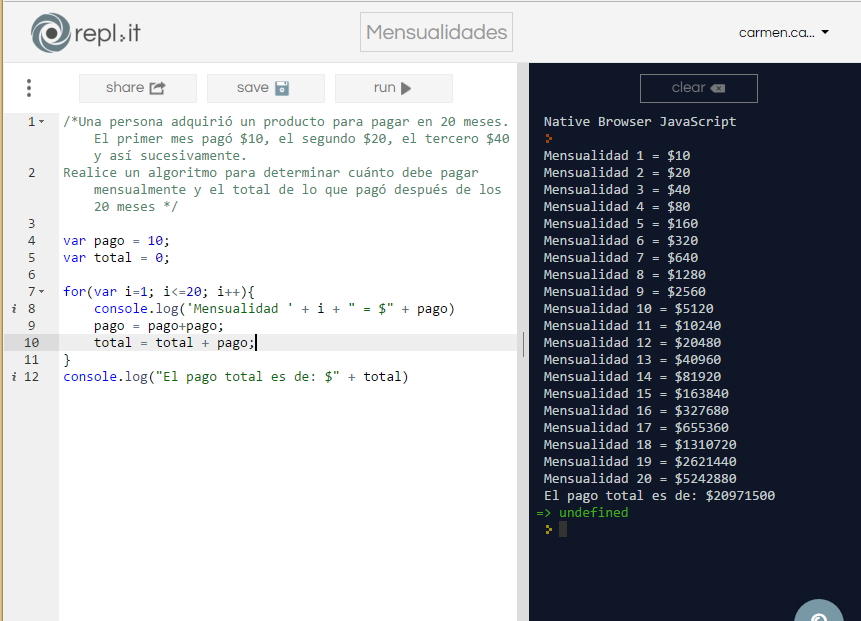 repl.it
Mensualidades
carmen.ca...
share
save
run
clear
1 /*Una persona adquirió un producto para pagar en 20 meses.
El primer mes pagó $10, el segundo $20, el tercero $40
y así sucesivamente.
2 Realice un algoritmo para determinar cuánto debe pagar
mensualmente y el total de lo que pagó después de los
20 meses */
3
4 var pago = 10;
5 var total = 0;
6
7 for(var i=1; i<=20; i++){
i 8 console.log('Mensualidad ' + i + " = $" + pago)
9 pago = pago+pago;
10 total = total + pago;
11 }
i 12 console.log("El pago total es de: $" + total)
Native Browser JavaScript
Mensualidad 1 = $10
Mensualidad 2 = $20
Mensualidad 3 = $40
Mensualidad 4 = $80
Mensualidad 5 = $160
Mensualidad 6 = $320
Mensualidad 7 = $640
Mensualidad 8 = $1280
Mensualidad 9 = $2560
Mensualidad 10 = $5120
Mensualidad 11 = $10240
Mensualidad 12 = $20480
Mensualidad 13 = $40960
Mensualidad 14 = $81920
Mensualidad 15 = $163840
Mensualidad 16 = $327680
Mensualidad 17 = $655360
Mensualidad 18 = $1310720
Mensualidad 19 = $2621440
Mensualidad 20 = $5242880
El pago total es de: $20971500
=> undefined